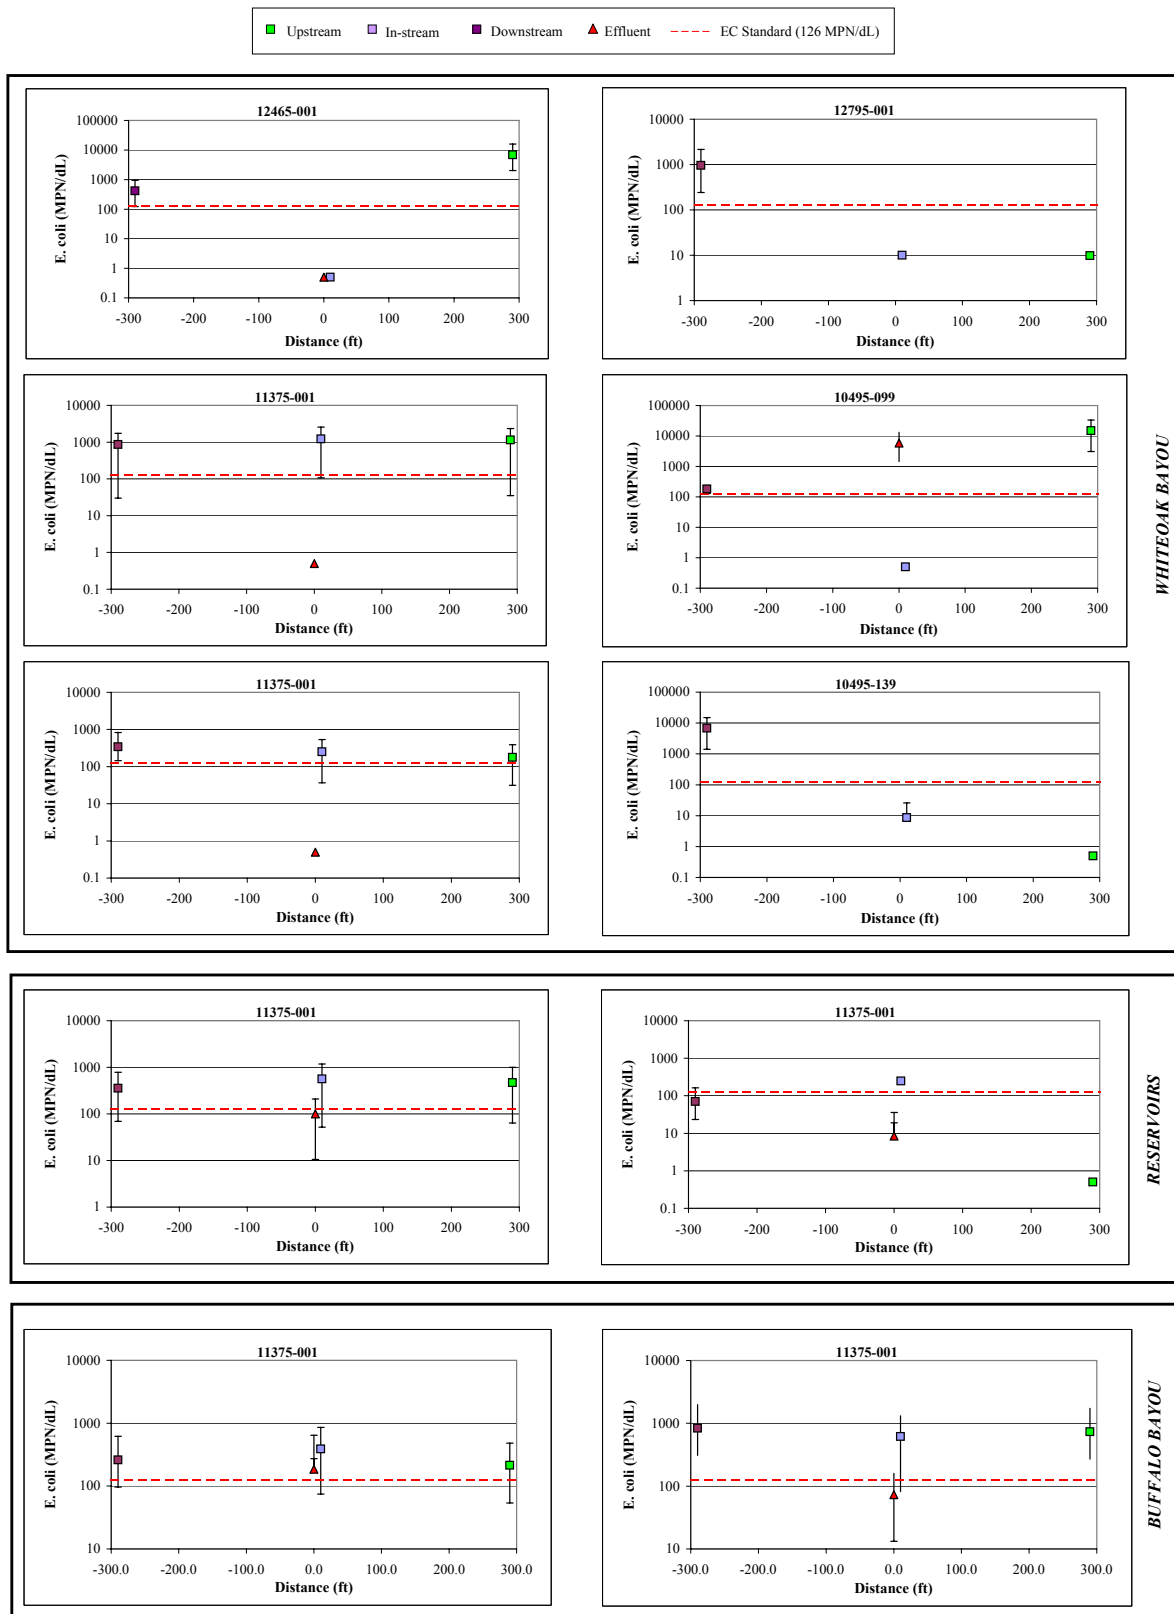 Upstream In-stream Downstream Effluent EC Standard (126 MPN/dL)
12465-001
E. coli (MPN/dL)
100000
10000
1000
100
10
1
0.1
-300 -200 -100 0 100 200 300
Distance (ft)
12795-001
E. coli (MPN/dL)
10000
1000
100
10
1
-300 -200 -100 0 100 200 300
Distance (ft)
11375-001
E. coli (MPN/dL)
10000
1000
100
10
1
0.1
-300 -200 -100 0 100 200 300
Distance (ft)
10495-099
E. coli (MPN/dL)
100000
10000
1000
100
10
1
0.1
-300 -200 -100 0 100 200 300
Distance (ft)
11375-001
E. coli (MPN/dL)
10000
1000
100
10
1
0.1
-300 -200 -100 0 100 200 300
Distance (ft)
10495-139
E. coli (MPN/dL)
100000
10000
1000
100
10
1
0.1
-300 -200 -100 0 100 200 300
Distance (ft)
WHITEOAK BAYOU
11375-001
E. coli (MPN/dL)
10000
1000
100
10
1
-300 -200 -100 0 100 200 300
Distance (ft)
11375-001
E. coli (MPN/dL)
10000
1000
100
10
1
0.1
-300 -200 -100 0 100 200 300
Distance (ft)
RESERVOIRS
11375-001
E. coli (MPN/dL)
10000
1000
100
10
-300.0 -200.0 -100.0 0.0 100.0 200.0 300.0
Distance (ft)
11375-001
E. coli (MPN/dL)
10000
1000
100
10
-300.0 -200.0 -100.0 0.0 100.0 200.0 300.0
Distance (ft)
BUFFALO BAYOU